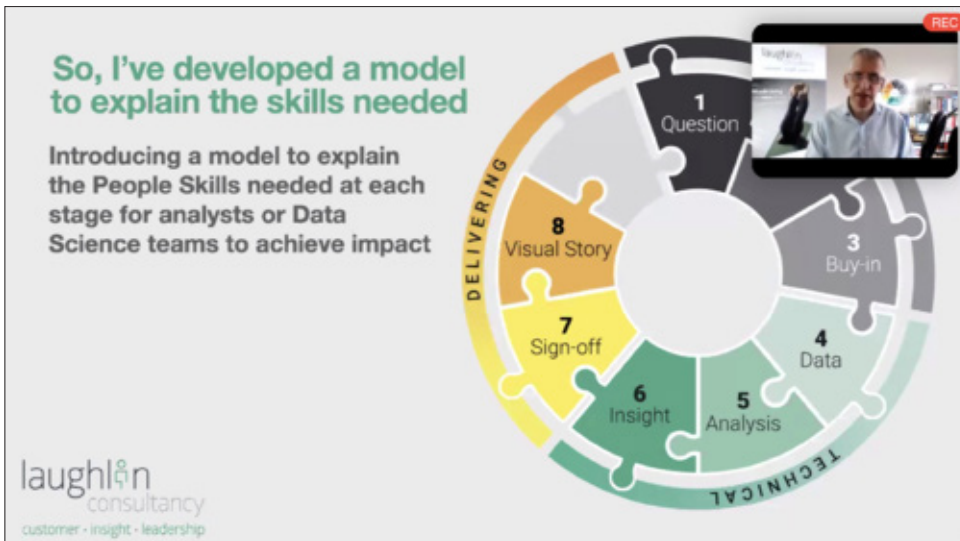 So, I've developed a model
to explain the skills needed
Introducing a model to explain
the People Skills needed at each
stage for analysts or Data
Science teams to achieve impact
REC
laughlin
1
Question
3
Buy-in
4
Data
5
Analysis
6
Insight
7
Sign-off
8
Visual Story
DELIVERING
TECHNICAL
laughlin
consultancy
customer · insight · leadership